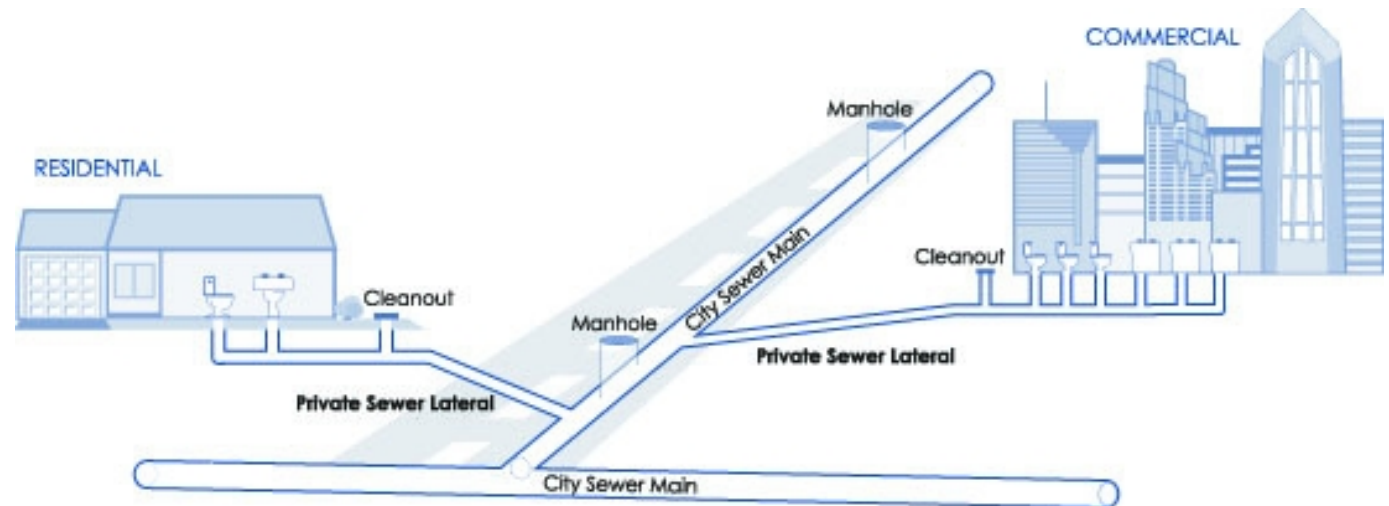 COMMERCIAL
Manhole
RESIDENTIAL
City Sewer Main
Cleanout
Cleanout
Manhole
Private Sewer Lateral
Private Sewer Lateral
City Sewer Main